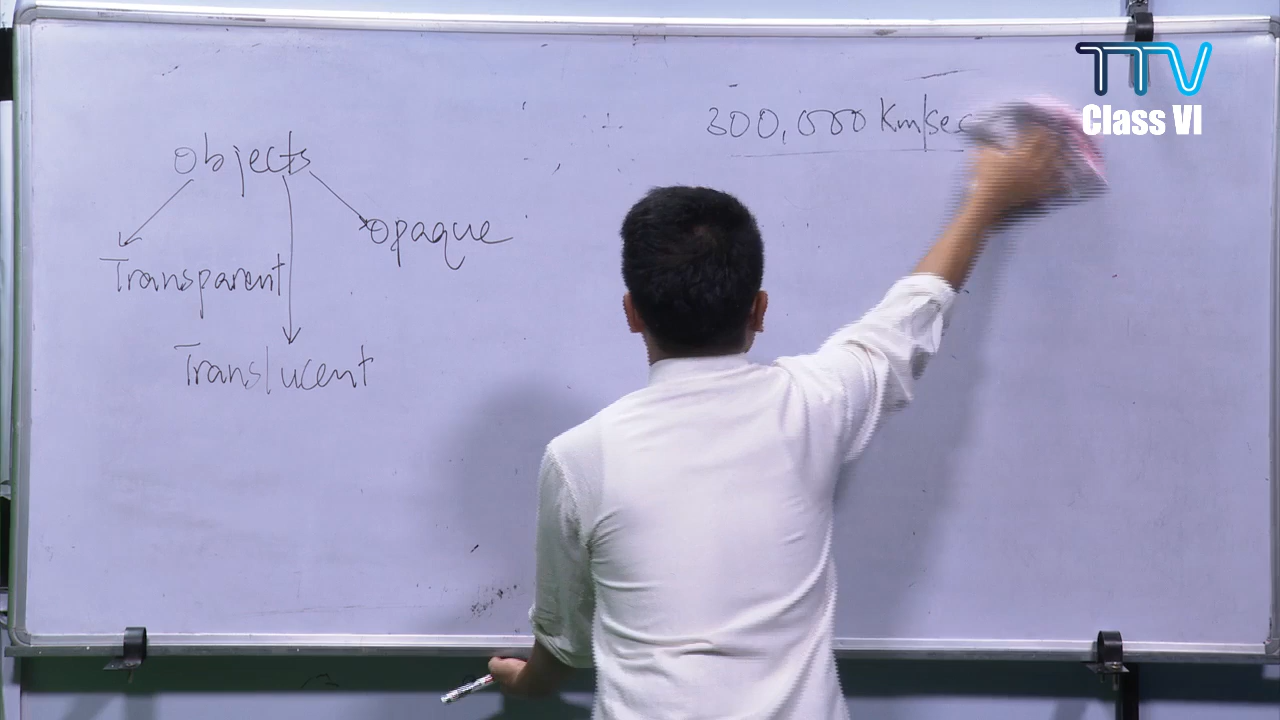 TTV
Class VI
300,000 Km/sec
Objects
Opaque
Transparent
Translucent